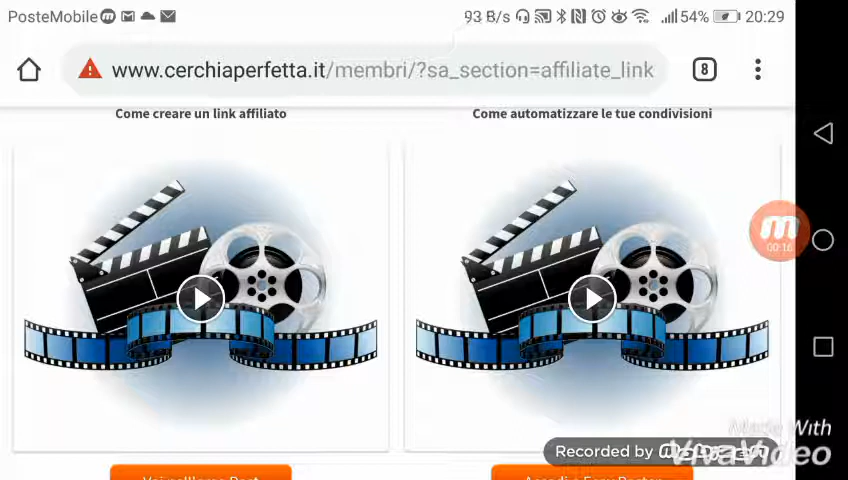 PosteMobile
93 B/s 54% 20:29
www.cerchiaperfetta.it/membri/?sa_section=affiliate_link
8
Come creare un link affiliato
Come automatizzare le tue condivisioni
00:16
Made With
VivaVideo
Recorded by